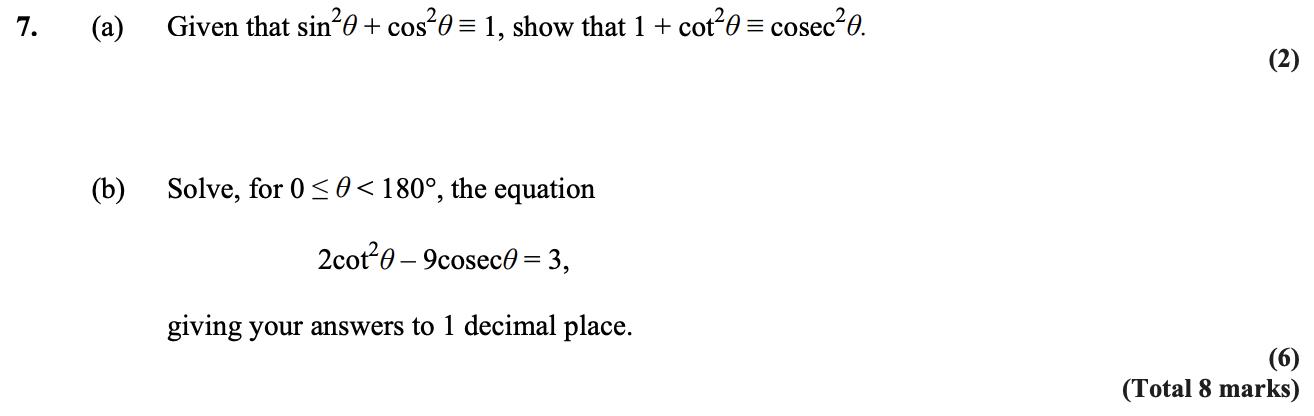 7. (a) Given that sin²θ + cos²θ ≡ 1, show that 1 + cot²θ ≡ cosec²θ.
(2)
(b) Solve, for 0 ≤ θ < 180°, the equation
2cot²θ – 9cosecθ = 3,
giving your answers to 1 decimal place.
(6)
(Total 8 marks)